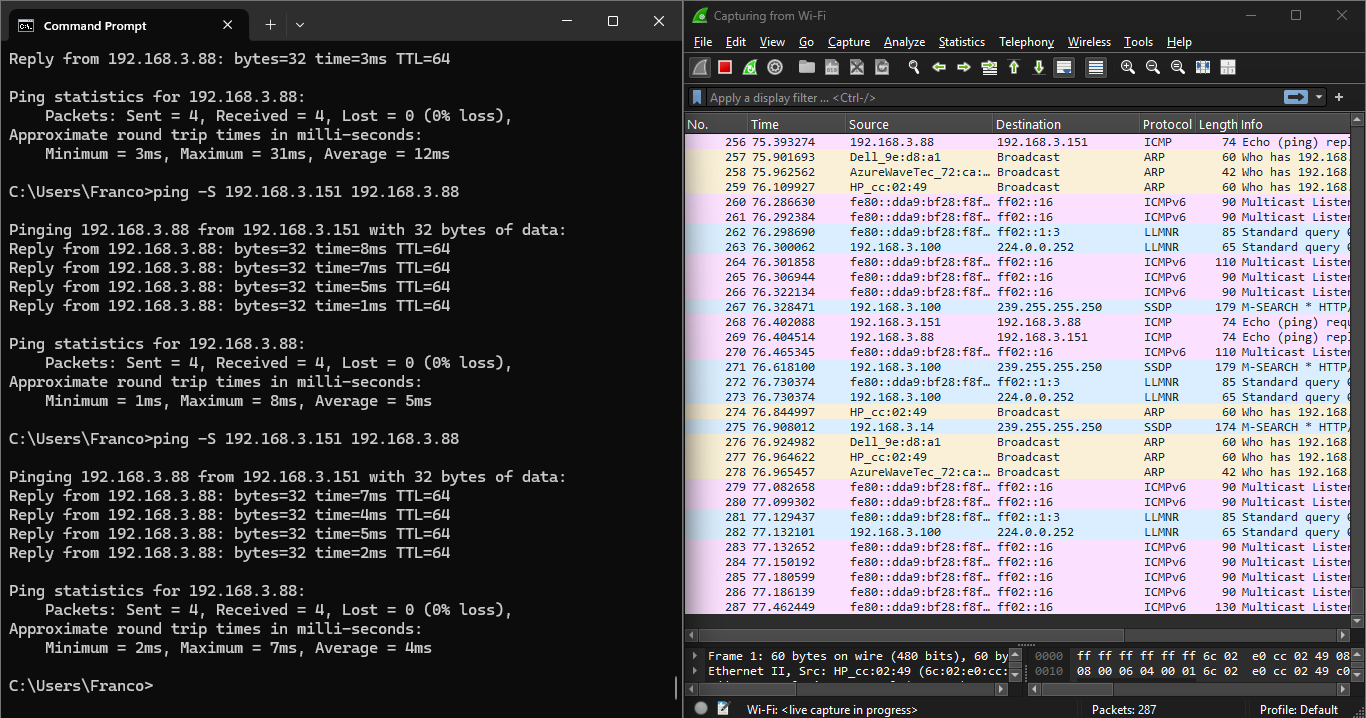 Command Prompt
Reply from 192.168.3.88: bytes=32 time=3ms TTL=64
Ping statistics for 192.168.3.88:
Packets: Sent = 4, Received = 4, Lost = 0 (0% loss),
Approximate round trip times in milli-seconds:
Minimum = 3ms, Maximum = 31ms, Average = 12ms
C:\Users\Franco>ping -S 192.168.3.151 192.168.3.88
Pinging 192.168.3.88 from 192.168.3.151 with 32 bytes of data:
Reply from 192.168.3.88: bytes=32 time=8ms TTL=64
Reply from 192.168.3.88: bytes=32 time=7ms TTL=64
Reply from 192.168.3.88: bytes=32 time=5ms TTL=64
Reply from 192.168.3.88: bytes=32 time=1ms TTL=64
Ping statistics for 192.168.3.88:
Packets: Sent = 4, Received = 4, Lost = 0 (0% loss),
Approximate round trip times in milli-seconds:
Minimum = 1ms, Maximum = 8ms, Average = 5ms
C:\Users\Franco>ping -S 192.168.3.151 192.168.3.88
Pinging 192.168.3.88 from 192.168.3.151 with 32 bytes of data:
Reply from 192.168.3.88: bytes=32 time=7ms TTL=64
Reply from 192.168.3.88: bytes=32 time=4ms TTL=64
Reply from 192.168.3.88: bytes=32 time=5ms TTL=64
Reply from 192.168.3.88: bytes=32 time=2ms TTL=64
Ping statistics for 192.168.3.88:
Packets: Sent = 4, Received = 4, Lost = 0 (0% loss),
Approximate round trip times in milli-seconds:
Minimum = 2ms, Maximum = 7ms, Average = 4ms
C:\Users\Franco>
Capturing from Wi-Fi
File Edit View Go Capture Analyze Statistics Telephony Wireless Tools Help
Apply a display filter ... <Ctrl-/>
No. Time Source Destination Protocol Length Info
256 75.393274 192.168.3.88 192.168.3.151 ICMP 74 Echo (ping) repl
257 75.901693 Dell_9e:d8:a1 Broadcast ARP 60 Who has 192.168.
258 75.962562 AzureWaveTec_72:ca:… Broadcast ARP 42 Who has 192.168.
259 76.109927 HP_cc:02:49 Broadcast ARP 60 Who has 192.168.
260 76.286630 fe80::dda9:bf28:f8f… ff02::16 ICMPv6 90 Multicast Listen
261 76.292384 fe80::dda9:bf28:f8f… ff02::16 ICMPv6 90 Multicast Listen
262 76.298690 fe80::dda9:bf28:f8f… ff02::1:3 LLMNR 85 Standard query 0
263 76.300062 192.168.3.100 224.0.0.252 LLMNR 65 Standard query 0
264 76.301858 fe80::dda9:bf28:f8f… ff02::16 ICMPv6 110 Multicast Listen
265 76.306944 fe80::dda9:bf28:f8f… ff02::16 ICMPv6 90 Multicast Listen
266 76.322134 fe80::dda9:bf28:f8f… ff02::16 ICMPv6 90 Multicast Listen
267 76.328471 192.168.3.100 239.255.255.250 SSDP 179 M-SEARCH * HTTP/
268 76.402088 192.168.3.151 192.168.3.88 ICMP 74 Echo (ping) requ
269 76.404514 192.168.3.88 192.168.3.151 ICMP 74 Echo (ping) repl
270 76.465345 fe80::dda9:bf28:f8f… ff02::16 ICMPv6 110 Multicast Listen
271 76.618100 192.168.3.100 239.255.255.250 SSDP 179 M-SEARCH * HTTP/
272 76.730374 fe80::dda9:bf28:f8f… ff02::1:3 LLMNR 85 Standard query 0
273 76.730374 192.168.3.100 224.0.0.252 LLMNR 65 Standard query 0
274 76.844997 HP_cc:02:49 Broadcast ARP 60 Who has 192.168.
275 76.908012 192.168.3.14 239.255.255.250 SSDP 174 M-SEARCH * HTTP/
276 76.924982 Dell_9e:d8:a1 Broadcast ARP 60 Who has 192.168.
277 76.964622 HP_cc:02:49 Broadcast ARP 60 Who has 192.168.
278 76.965457 AzureWaveTec_72:ca:… Broadcast ARP 42 Who has 192.168.
279 77.082658 fe80::dda9:bf28:f8f… ff02::16 ICMPv6 90 Multicast Listen
280 77.099302 fe80::dda9:bf28:f8f… ff02::16 ICMPv6 90 Multicast Listen
281 77.129437 fe80::dda9:bf28:f8f… ff02::1:3 LLMNR 85 Standard query 0
282 77.132101 192.168.3.100 224.0.0.252 LLMNR 65 Standard query 0
283 77.132652 fe80::dda9:bf28:f8f… ff02::16 ICMPv6 90 Multicast Listen
284 77.150192 fe80::dda9:bf28:f8f… ff02::16 ICMPv6 90 Multicast Listen
285 77.180599 fe80::dda9:bf28:f8f… ff02::16 ICMPv6 90 Multicast Listen
286 77.186139 fe80::dda9:bf28:f8f… ff02::16 ICMPv6 90 Multicast Listen
287 77.462449 fe80::dda9:bf28:f8f… ff02::16 ICMPv6 130 Multicast Listen
Frame 1: 60 bytes on wire (480 bits), 60 by
Ethernet II, Src: HP_cc:02:49 (6c:02:e0:cc:
0000 ff ff ff ff ff ff 6c 02 e0 cc 02 49 08
0010 08 00 06 04 00 01 6c 02 e0 cc 02 49 c0
Wi-Fi: <live capture in progress>
Packets: 287
Profile: Default